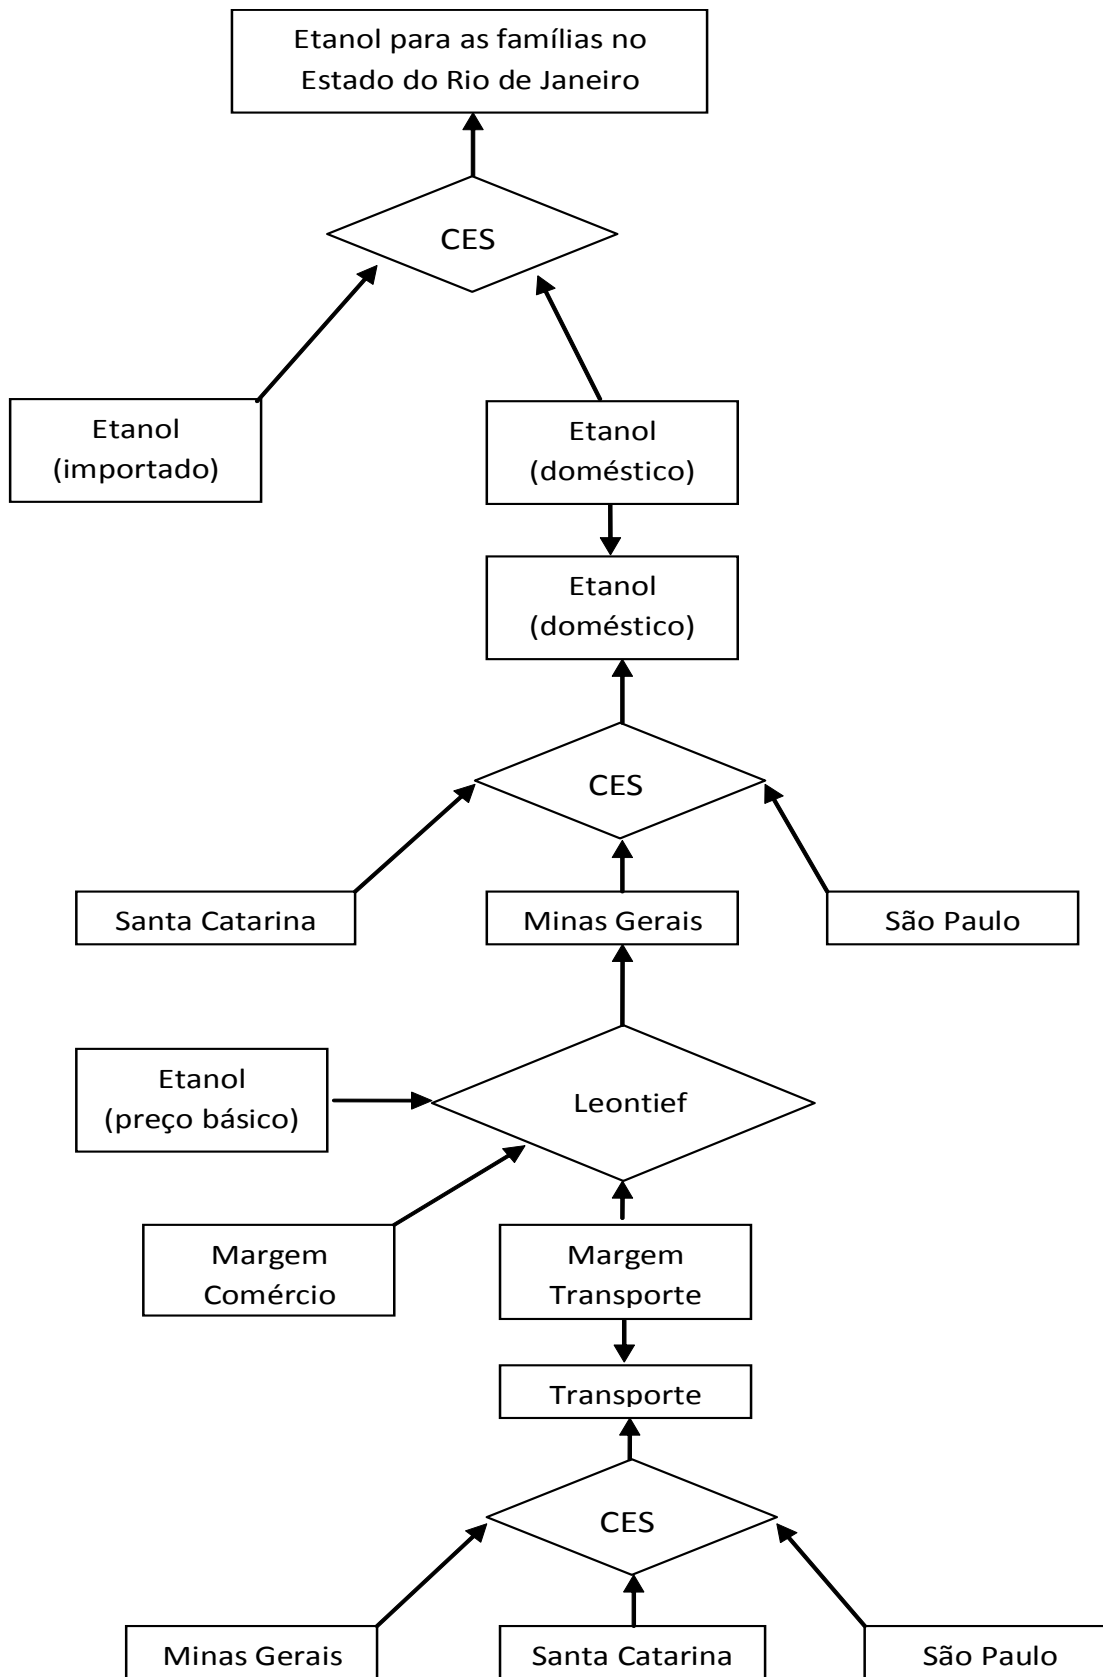 Etanol para as famílias no
Estado do Rio de Janeiro
CES
Etanol
(importado)
Etanol
(doméstico)
Etanol
(doméstico)
CES
Santa Catarina
Minas Gerais
São Paulo
Etanol
(preço básico)
Leontief
Margem
Comércio
Margem
Transporte
Transporte
CES
Minas Gerais
Santa Catarina
São Paulo